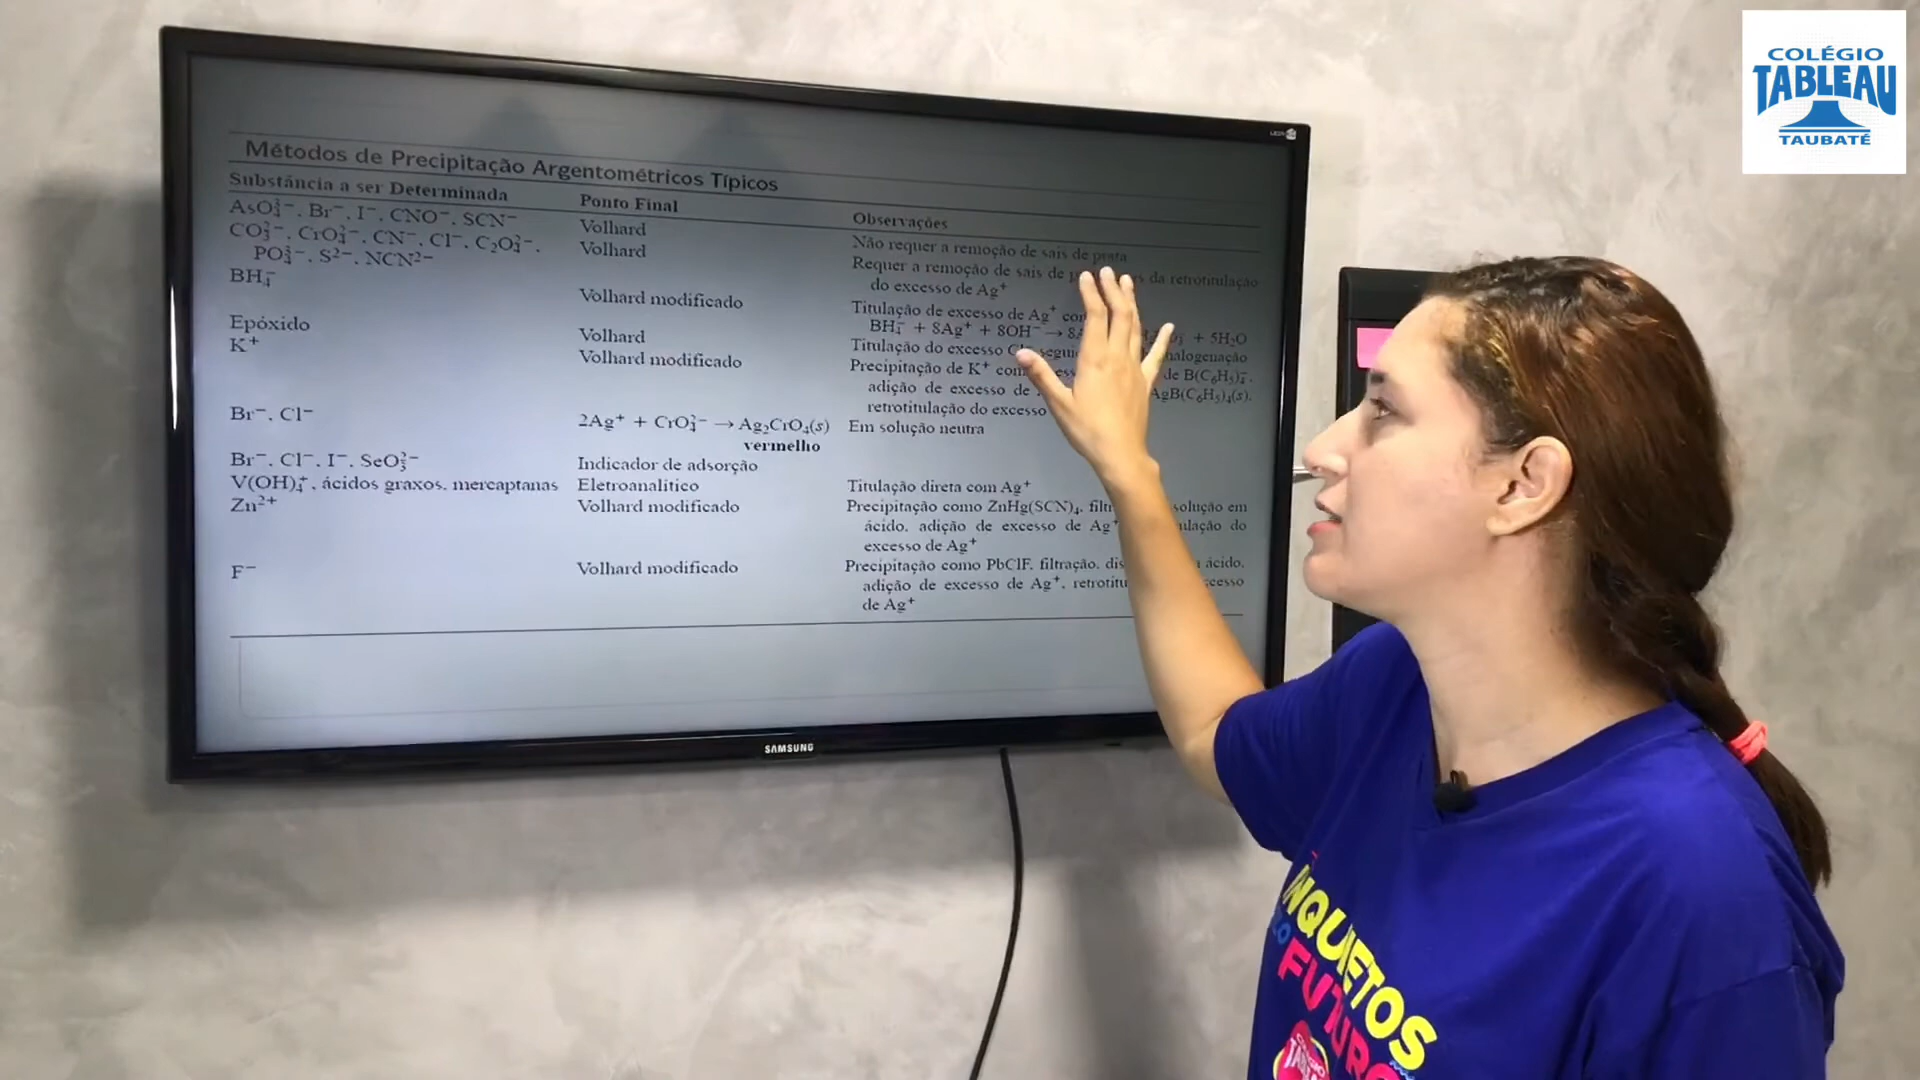 COLÉGIO
TABLEAU
TAUBATÉ
Métodos de Precipitação Argentométricos Típicos
Substância a ser Determinada Ponto Final Observações
AsO₄³⁻, Br⁻, I⁻, CNO⁻, SCN⁻ Volhard Não requer a remoção de sais de prata
CO₃²⁻, CrO₄²⁻, CN⁻, Cl⁻, C₂O₄²⁻, Volhard Requer a remoção de sais de da retrotitulação
PO₄³⁻, S²⁻, NCN²⁻ do excesso de Ag⁺
BH₄⁻ Volhard modificado Titulação de excesso de Ag⁺
BH₄⁻ + 8Ag⁺ + 8OH⁻ → + 5H₂O
Epóxido Volhard Titulação do excesso
K⁺ Volhard modificado Precipitação de K⁺ com de B(C₆H₅)₄⁻,
adição de excesso de AgB(C₆H₅)₄(s),
retrotitulação do excesso
Br⁻, Cl⁻ 2Ag⁺ + CrO₄²⁻ → Ag₂CrO₄(s) Em solução neutra
vermelho
Br⁻, Cl⁻, I⁻, SeO₃²⁻ Indicador de adsorção
V(OH)₄⁺, ácidos graxos, mercaptanas Eletroanalítico Titulação direta com Ag⁺
Zn²⁺ Volhard modificado Precipitação como ZnHg(SCN)₄, em
ácido, adição de excesso de Ag⁺ do
excesso de Ag⁺
F⁻ Volhard modificado Precipitação como PbClF, filtração, ácido,
adição de excesso de Ag⁺,
de Ag⁺
SAMSUNG
INQUIETOS
FUTURO